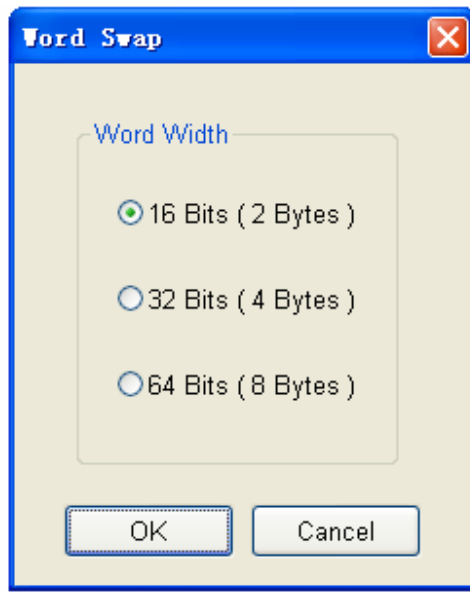 Word Swap
Word Width
16 Bits ( 2 Bytes )
32 Bits ( 4 Bytes )
64 Bits ( 8 Bytes )
OK Cancel